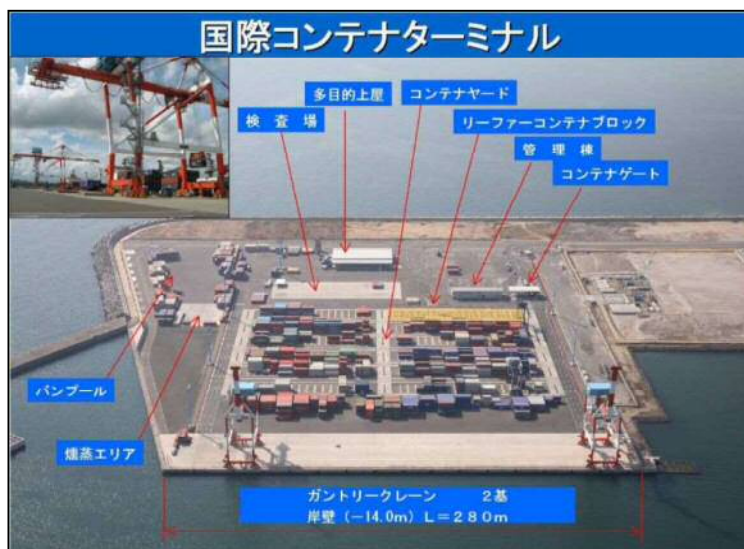 国際コンテナターミナル
多目的上屋
コンテナヤード
検　査　場
リーファーコンテナブロック
管　理　棟
コンテナゲート
バンプール
燻蒸エリア
ガントリークレーン　　２基
岸壁（−14.0m）L＝２８０m